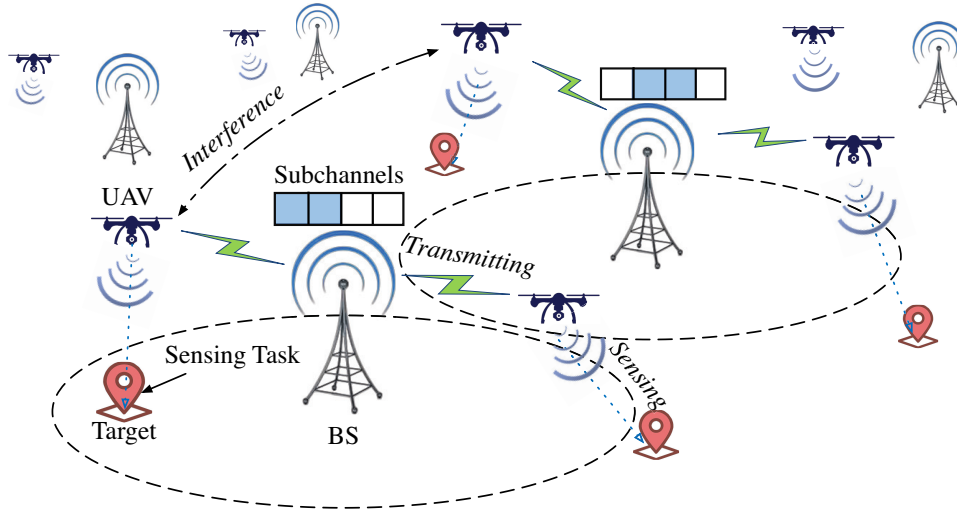 Interference
Subchannels
UAV
Transmitting
Sensing Task
Sensing
Target
BS